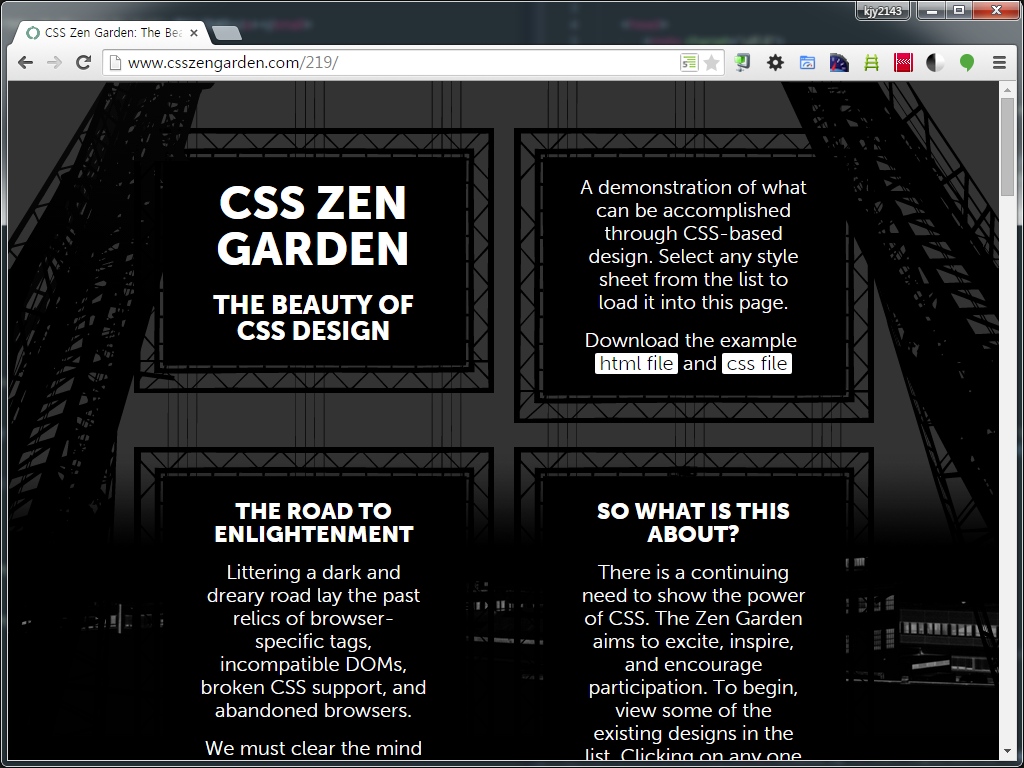 kjy2143
CSS Zen Garden: The Bea
www.csszengarden.com/219/
CSS ZEN
GARDEN
THE BEAUTY OF
CSS DESIGN
A demonstration of what
can be accomplished
through CSS-based
design. Select any style
sheet from the list to
load it into this page.
Download the example
html file and css file
THE ROAD TO
ENLIGHTENMENT
Littering a dark and
dreary road lay the past
relics of browser-
specific tags,
incompatible DOMs,
broken CSS support, and
abandoned browsers.
We must clear the mind
SO WHAT IS THIS
ABOUT?
There is a continuing
need to show the power
of CSS. The Zen Garden
aims to excite, inspire,
and encourage
participation. To begin,
view some of the
existing designs in the
list. Clicking on any one